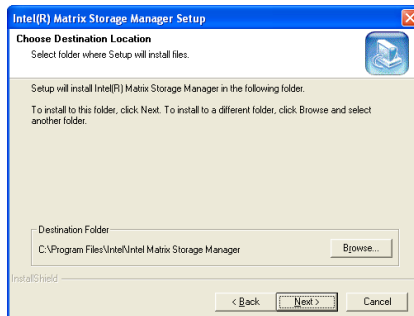 Intel(R) Matrix Storage Manager Setup
Choose Destination Location
Select folder where Setup will install files.
Setup will install Intel(R) Matrix Storage Manager in the following folder.
To install to this folder, click Next. To install to a different folder, click Browse and select
another folder.
Destination Folder
C:\Program Files\Intel\Intel Matrix Storage Manager
Browse...
InstallShield
< Back
Next >
Cancel